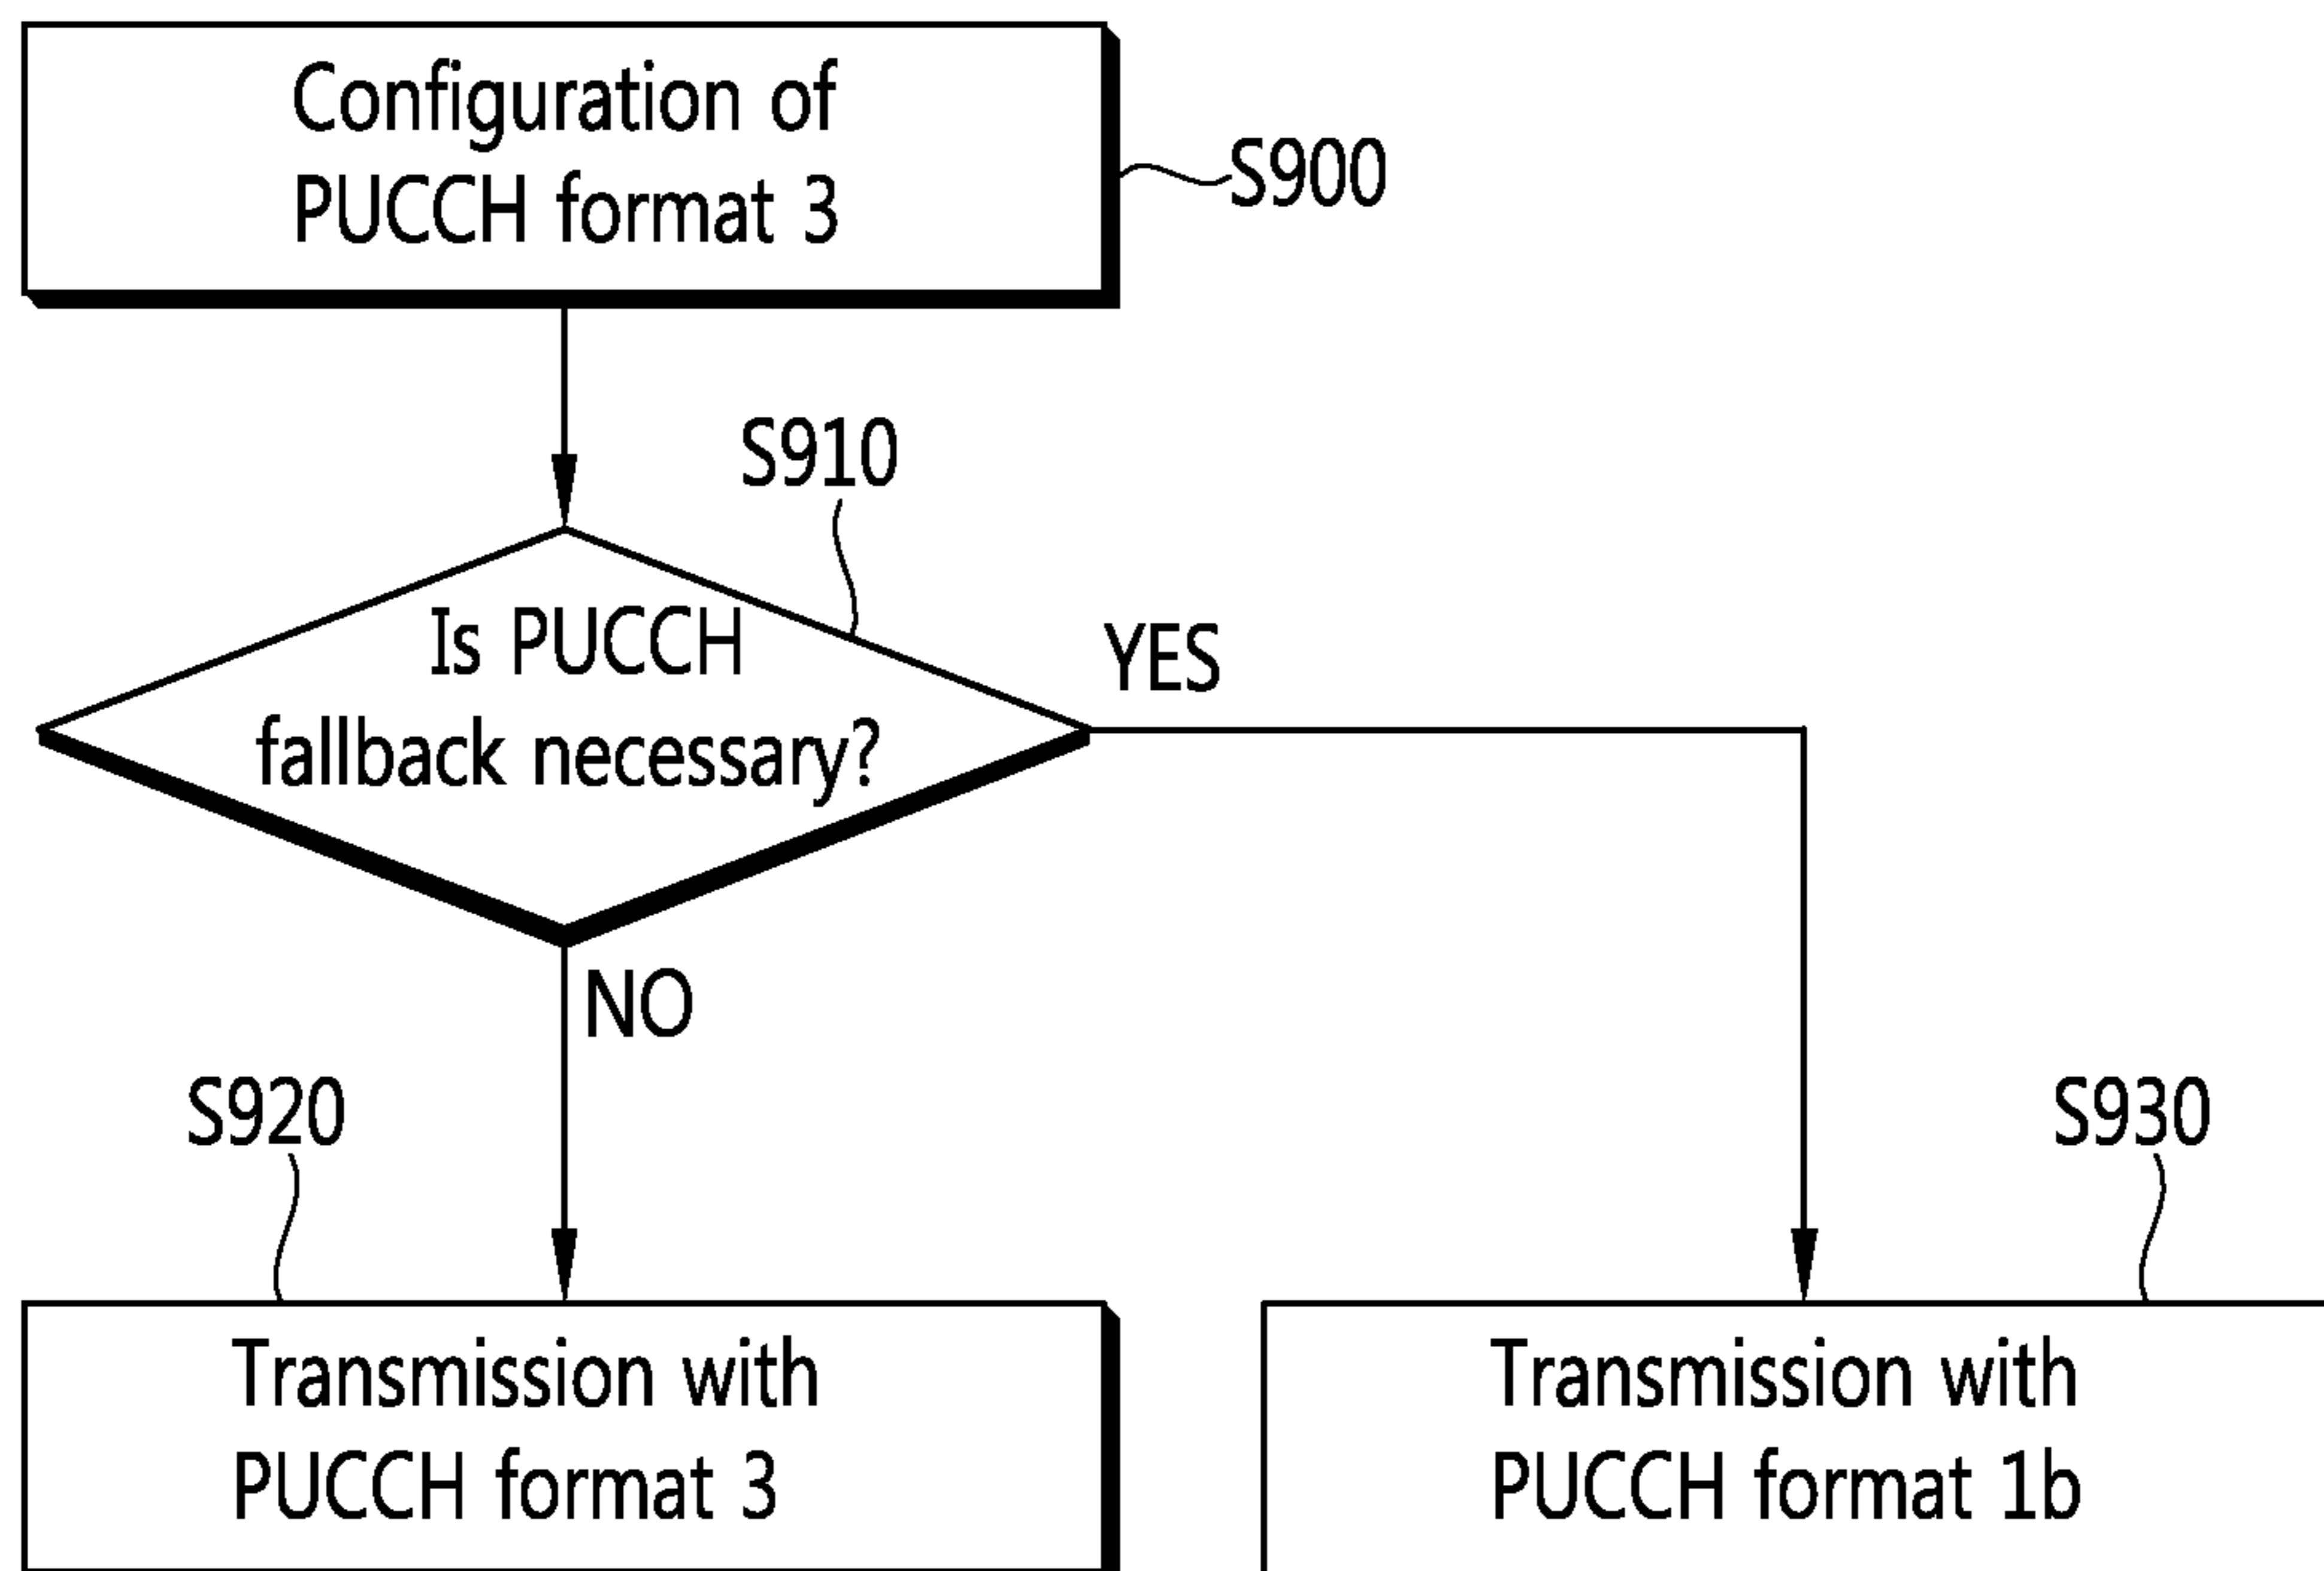 Configuration of
PUCCH format 3
S900
S910
Is PUCCH
fallback necessary?
YES
NO
S920
S930
Transmission with
PUCCH format 3
Transmission with
PUCCH format 1b